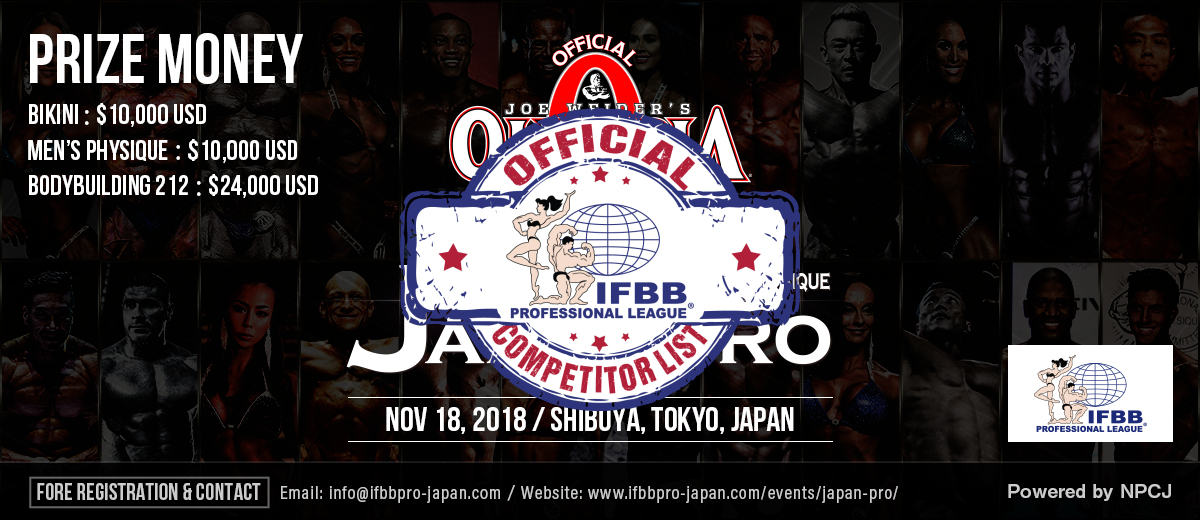 PRIZE MONEY
BIKINI : $10,000 USD
MEN'S PHYSIQUE : $10,000 USD
BODYBUILDING 212 : $24,000 USD
OFFICIAL
JOE WEIDER'S
OFFICIAL
IFBB®
PROFESSIONAL LEAGUE
COMPETITOR LIST
NOV 18, 2018 / SHIBUYA, TOKYO, JAPAN
IFBB
PROFESSIONAL LEAGUE®
FORE REGISTRATION & CONTACT
Email: info@ifbbpro-japan.com / Website: www.ifbbpro-japan.com/events/japan-pro/
Powered by NPCJ